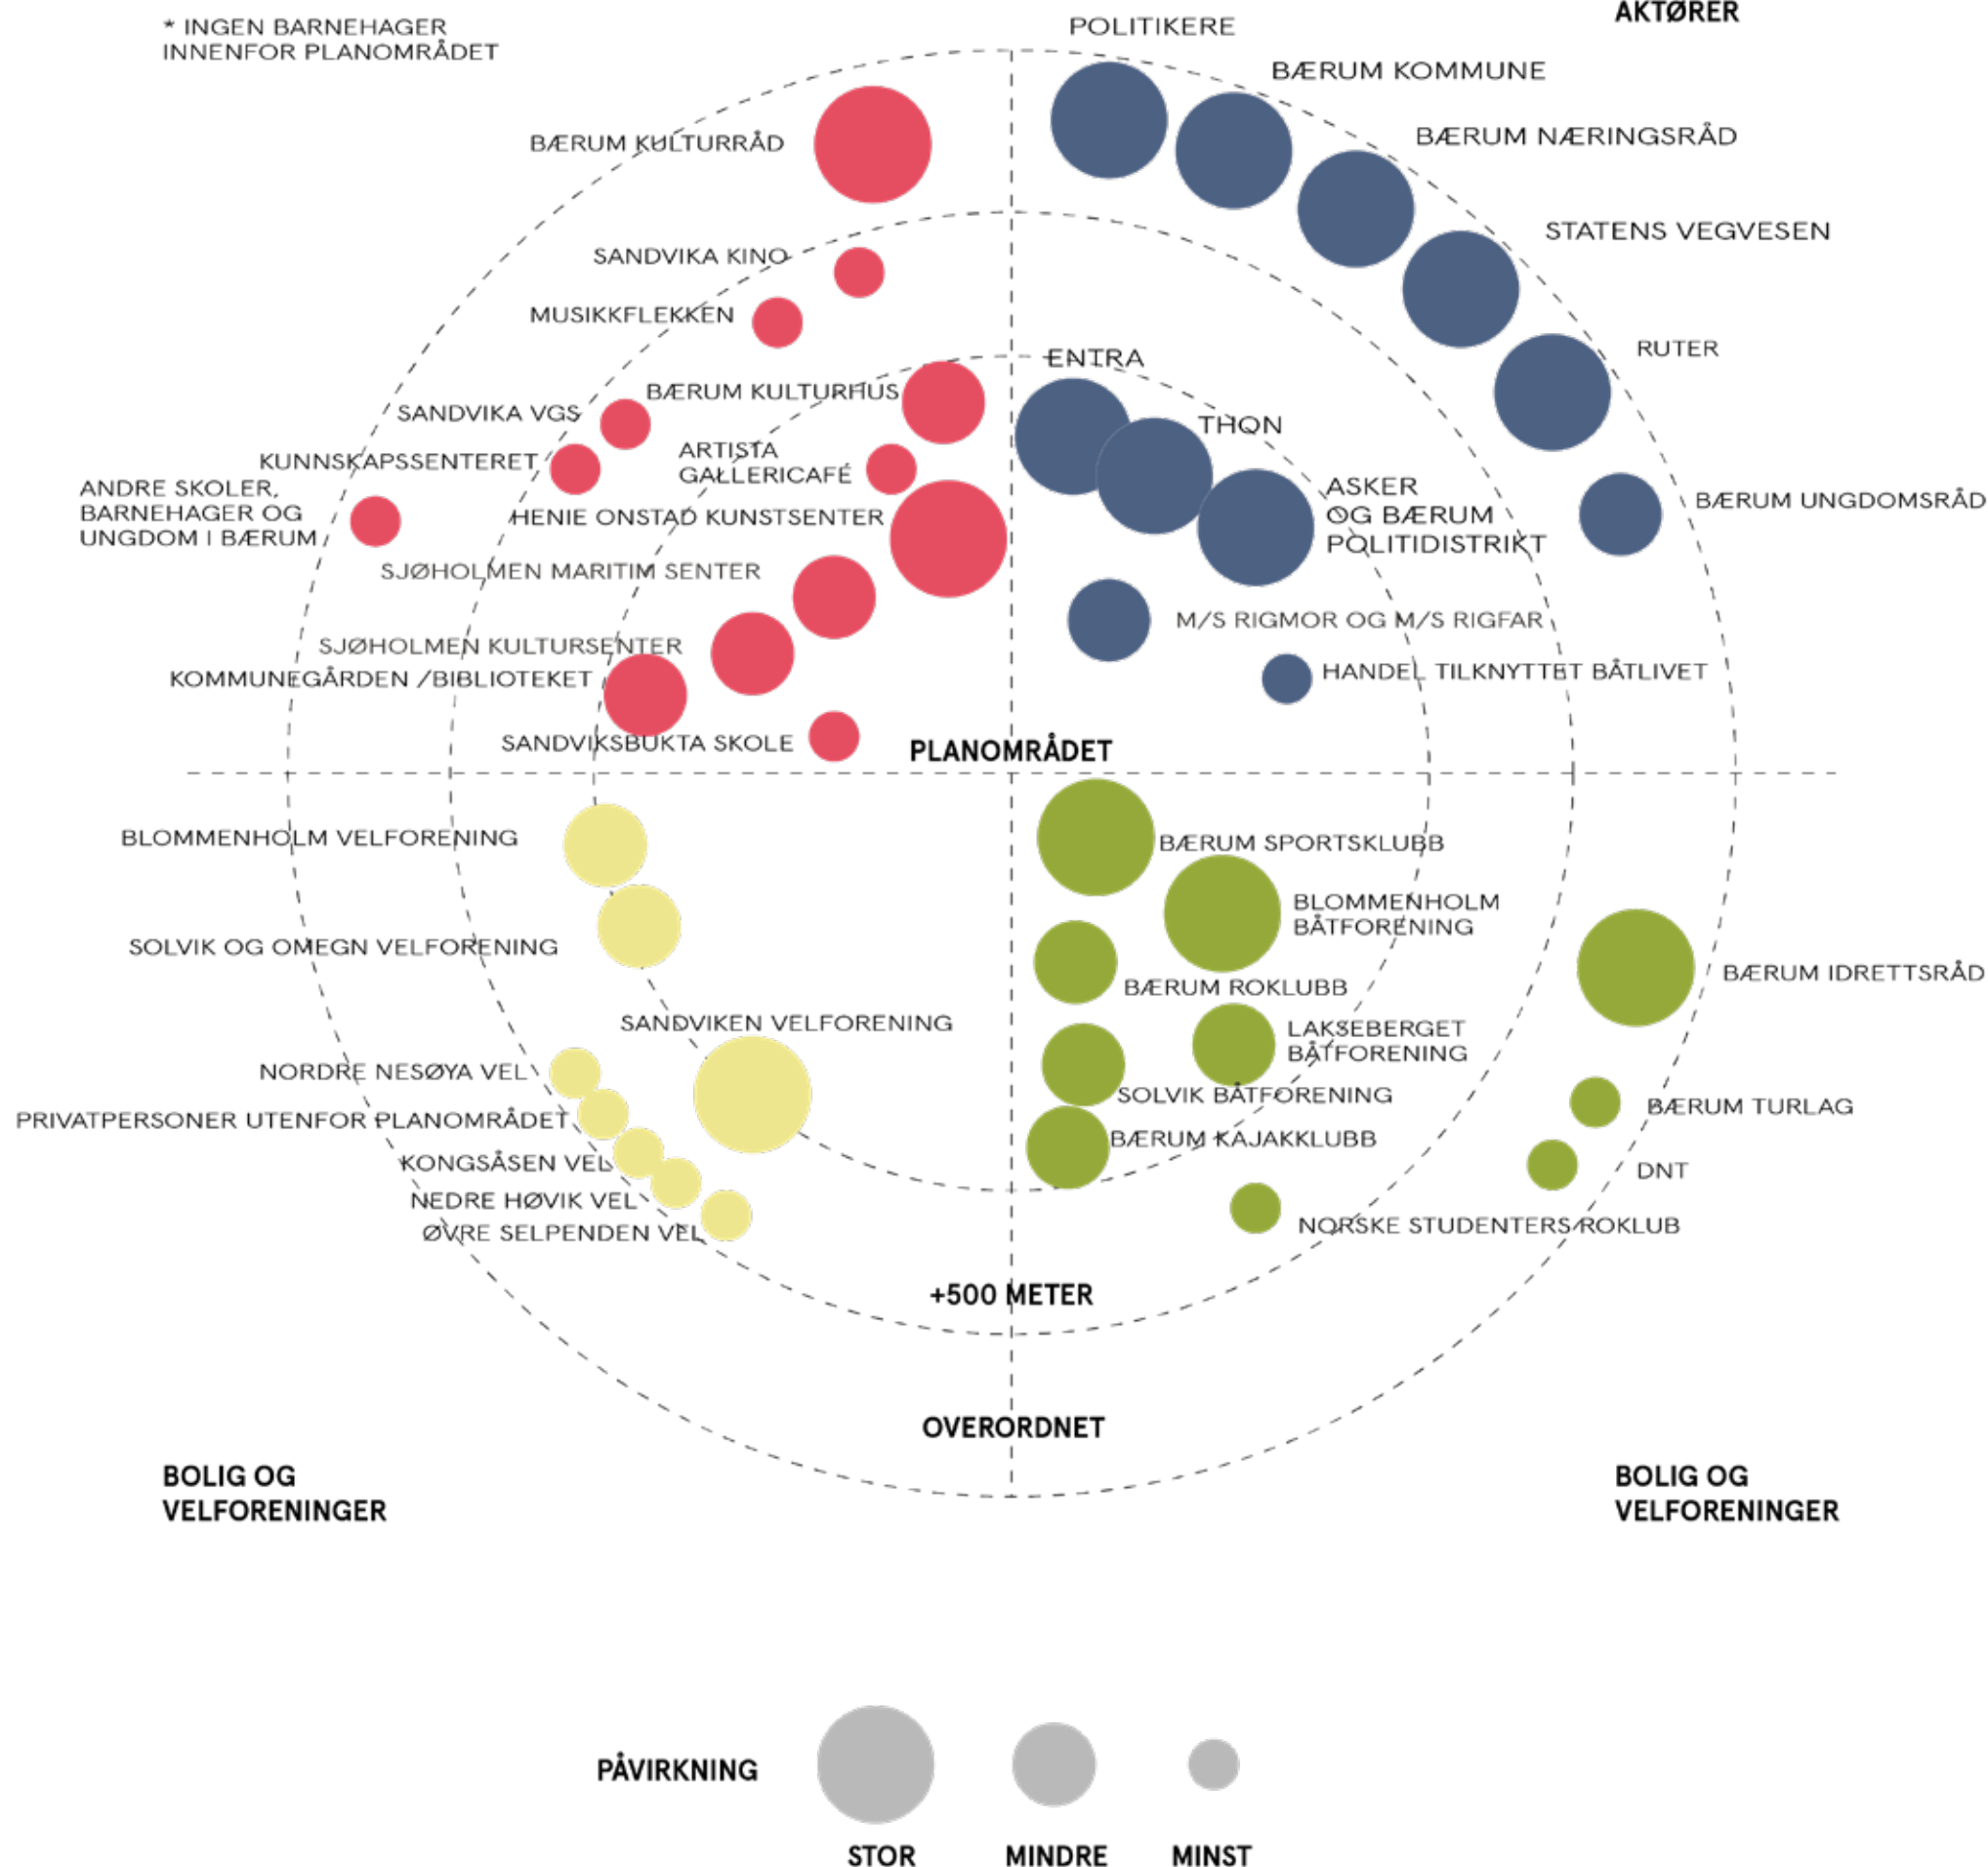 * INGEN BARNEHAGER
INNENFOR PLANOMRÅDET
AKTØRER
POLITIKERE
BÆRUM KOMMUNE
BÆRUM NÆRINGSRÅD
STATENS VEGVESEN
RUTER
BÆRUM UNGDOMSRÅD
BÆRUM KULTURRÅD
SANDVIKA KINO
MUSIKKFLEKKEN
BÆRUM KULTURHUS
SANDVIKA VGS
ARTISTA
GALLERICAFÉ
KUNNSKAPSSENTERET
ANDRE SKOLER,
BARNEHAGER OG
UNGDOM I BÆRUM
HENIE ONSTAD KUNSTSENTER
SJØHOLMEN MARITIM SENTER
SJØHOLMEN KULTURSENTER
KOMMUNEGÅRDEN /BIBLIOTEKET
SANDVIKSBUKTA SKOLE
ENTRA
THON
ASKER
OG BÆRUM
POLITIDISTRIKT
M/S RIGMOR OG M/S RIGFAR
HANDEL TILKNYTTET BÅTLIVET
PLANOMRÅDET
BLOMMENHOLM VELFORENING
SOLVIK OG OMEGN VELFORENING
SANDVIKEN VELFORENING
NORDRE NESØYA VEL
PRIVATPERSONER UTENFOR PLANOMRÅDET
KONGSÅSEN VEL
NEDRE HØVIK VEL
ØVRE SELPENDEN VEL
BÆRUM SPORTSKLUBB
BLOMMENHOLM
BÅTFORENING
BÆRUM IDRETTSRÅD
BÆRUM ROKLUBB
LAKSEBERGET
BÅTFORENING
SOLVIK BÅTFORENING
BÆRUM KAJAKKLUBB
BÆRUM TURLAG
DNT
NORSKE STUDENTERS ROKLUB
+500 METER
OVERORDNET
BOLIG OG
VELFORENINGER
BOLIG OG
VELFORENINGER
PÅVIRKNING
STOR
MINDRE
MINST